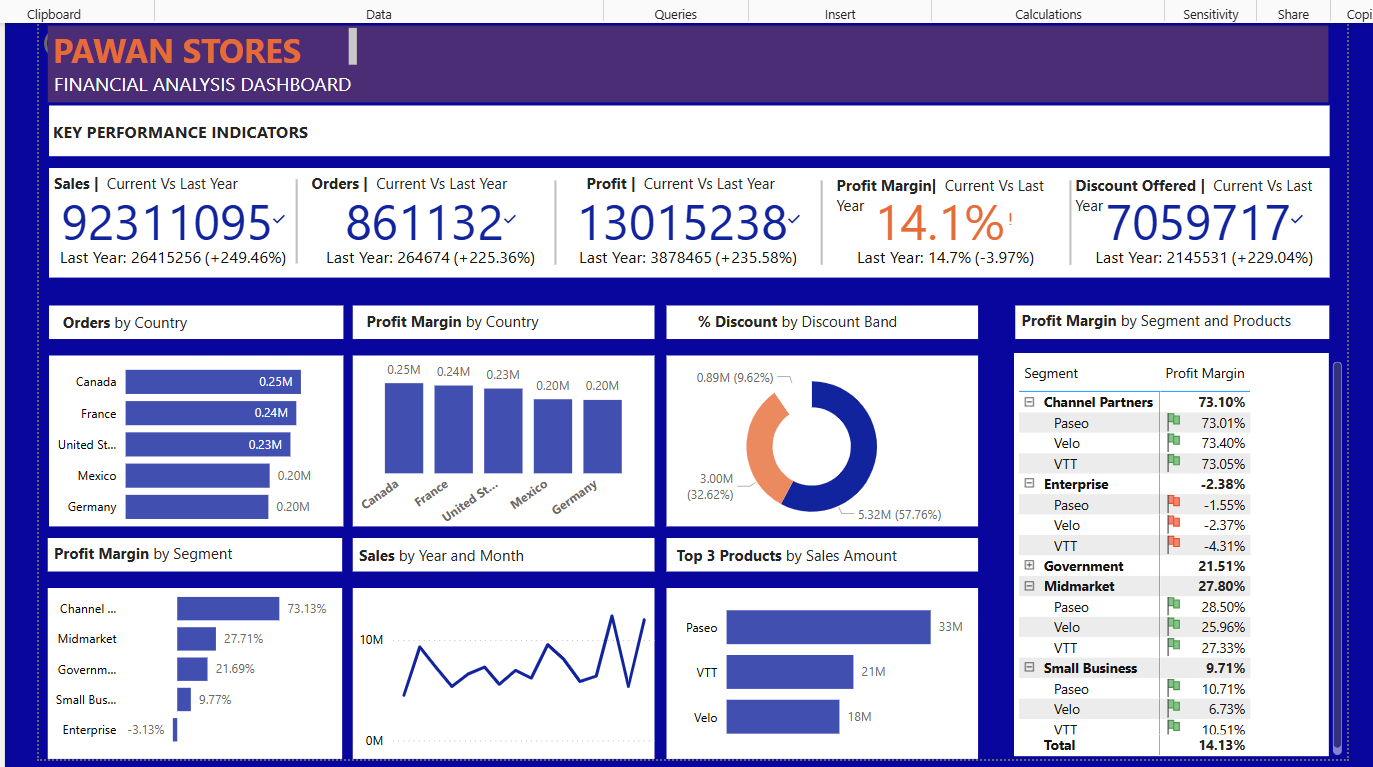 Clipboard
Data
Queries
Insert
Calculations
Sensitivity
Share
Copi
PAWAN STORES
FINANCIAL ANALYSIS DASHBOARD
KEY PERFORMANCE INDICATORS
Sales | Current Vs Last Year
92311095
Last Year: 26415256 (+249.46%)
Orders | Current Vs Last Year
861132
Last Year: 264674 (+225.36%)
Profit | Current Vs Last Year
13015238
Last Year: 3878465 (+235.58%)
Profit Margin| Current Vs Last
Year
14.1%!
Last Year: 14.7% (-3.97%)
Discount Offered | Current Vs Last
Year
7059717
Last Year: 2145531 (+229.04%)
Orders by Country
Canada 0.25M
France 0.24M
United St... 0.23M
Mexico 0.20M
Germany 0.20M
Profit Margin by Country
0.25M 0.24M 0.23M 0.20M 0.20M
Canada France United St... Mexico Germany
% Discount by Discount Band
0.89M (9.62%)
3.00M
(32.62%)
5.32M (57.76%)
Profit Margin by Segment and Products
Segment Profit Margin
Channel Partners 73.10%
Paseo 73.01%
Velo 73.40%
VTT 73.05%
Enterprise -2.38%
Paseo -1.55%
Velo -2.37%
VTT -4.31%
Government 21.51%
Midmarket 27.80%
Paseo 28.50%
Velo 25.96%
VTT 27.33%
Small Business 9.71%
Paseo 10.71%
Velo 6.73%
VTT 10.51%
Total 14.13%
Profit Margin by Segment
Channel ... 73.13%
Midmarket 27.71%
Governm... 21.69%
Small Bus... 9.77%
Enterprise -3.13%
Sales by Year and Month
10M
0M
Top 3 Products by Sales Amount
Paseo 33M
VTT 21M
Velo 18M